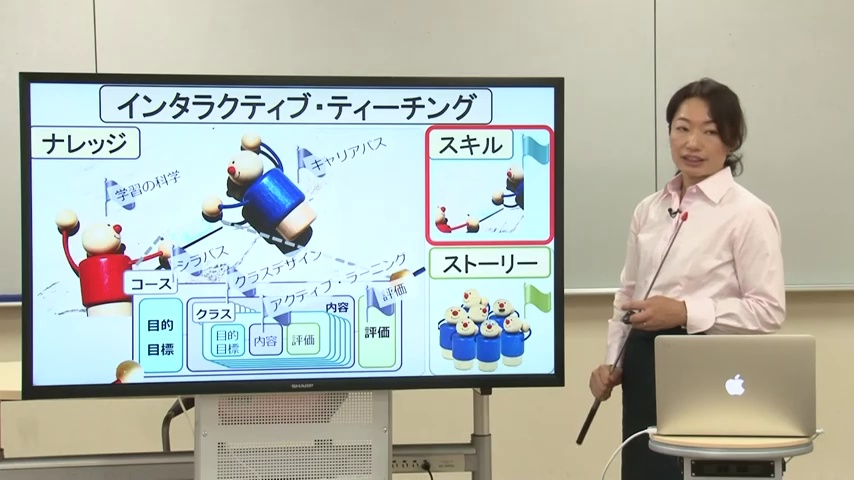 インタラクティブ・ティーチング
ナレッジ
スキル
学習の科学
キャリアパス
シラバス
クラスデザイン
アクティブ・ラーニング
評価
ストーリー
コース
目的
目標
クラス
内容
目的
目標
内容
評価
評価
SHARP